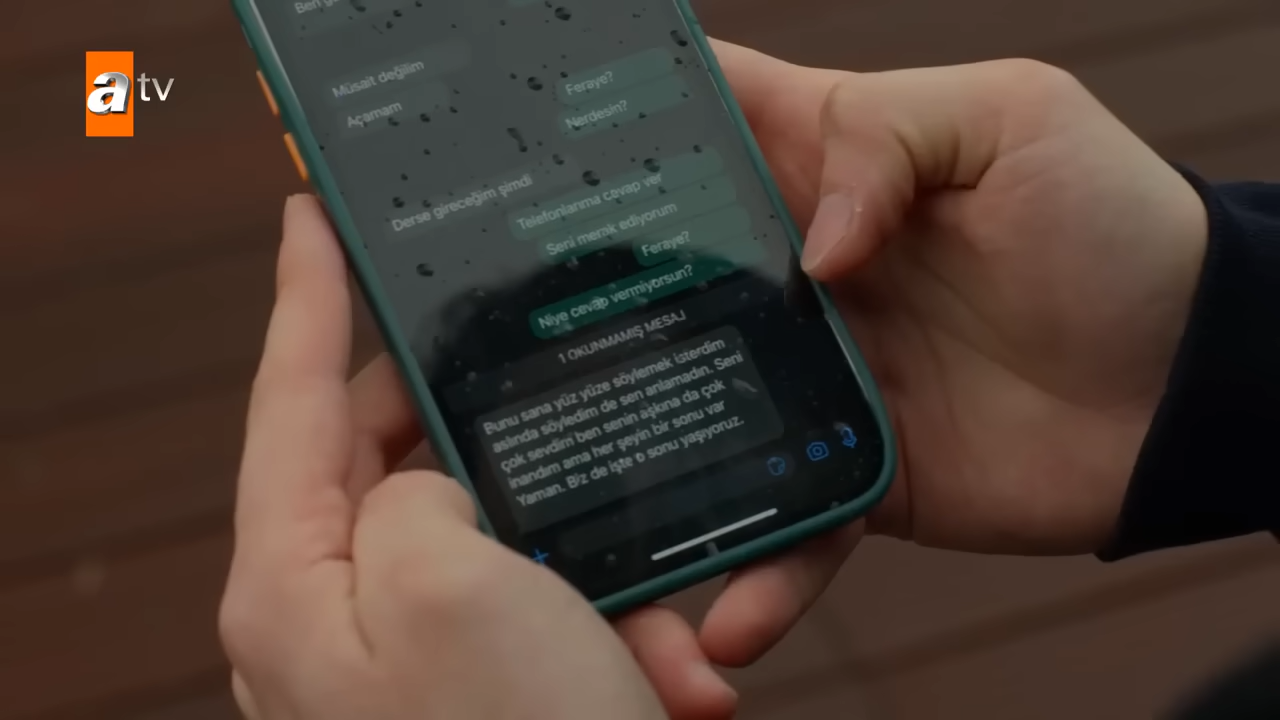 atv
Müsait değilim
Açamam
Feraye?
Nerdesin?
Derse gireceğim şimdi
Telefonlarıma cevap ver
Seni merak ediyorum
Feraye?
Niye cevap vermiyorsun?
1 OKUNMAMIŞ MESAJ
Bunu sana yüz yüze söylemek isterdim
aslında söyledim de sen anlamadın. Seni
çok sevdim ben senin aşkına da çok
inandım ama her şeyin bir sonu var
Yaman. Biz de işte o sonu yaşıyoruz.